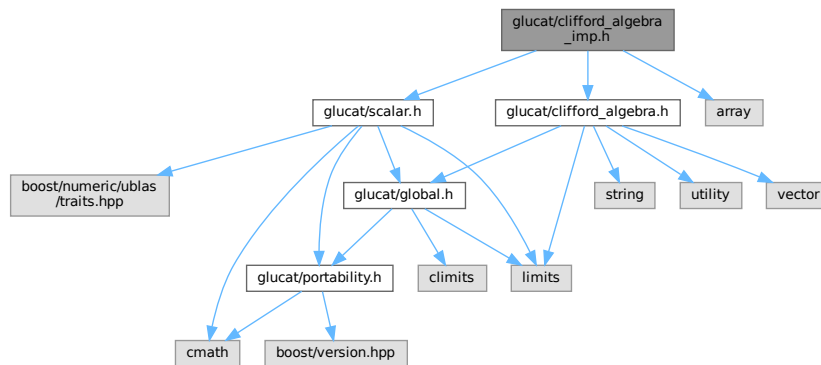 glucat/clifford_algebra
_imp.h
glucat/scalar.h
glucat/clifford_algebra.h
array
boost/numeric/ublas
/traits.hpp
glucat/global.h
string
utility
vector
glucat/portability.h
climits
limits
cmath
boost/version.hpp